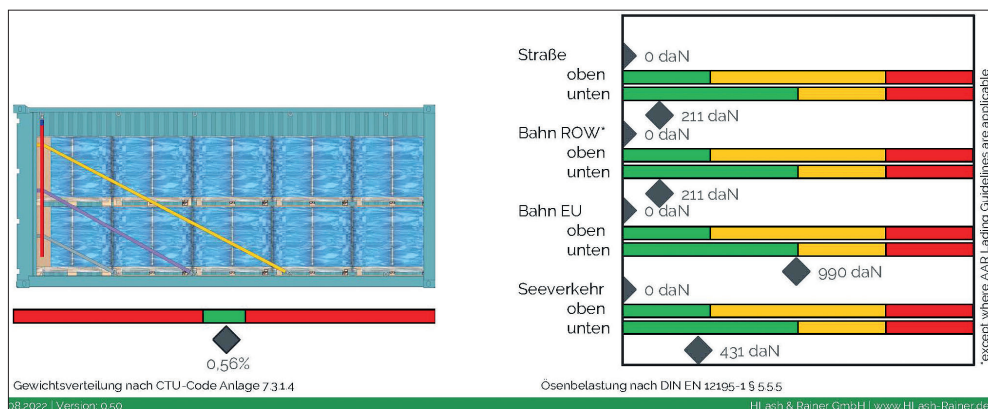 Straße
0 daN
oben
unten
211 daN
Bahn ROW*
0 daN
oben
unten
211 daN
Bahn EU
0 daN
oben
unten
990 daN
Seeverkehr
0 daN
oben
unten
431 daN
0,56%
Gewichtsverteilung nach CTU-Code Anlage 7.3.1.4
Ösenbelastung nach DIN EN 12195-1 § 5.5.5
*except where AAR Lading Guidelines are applicable
08.2022 | Version: 0.50
HLash & Rainer GmbH | www.HLash-Rainer.de